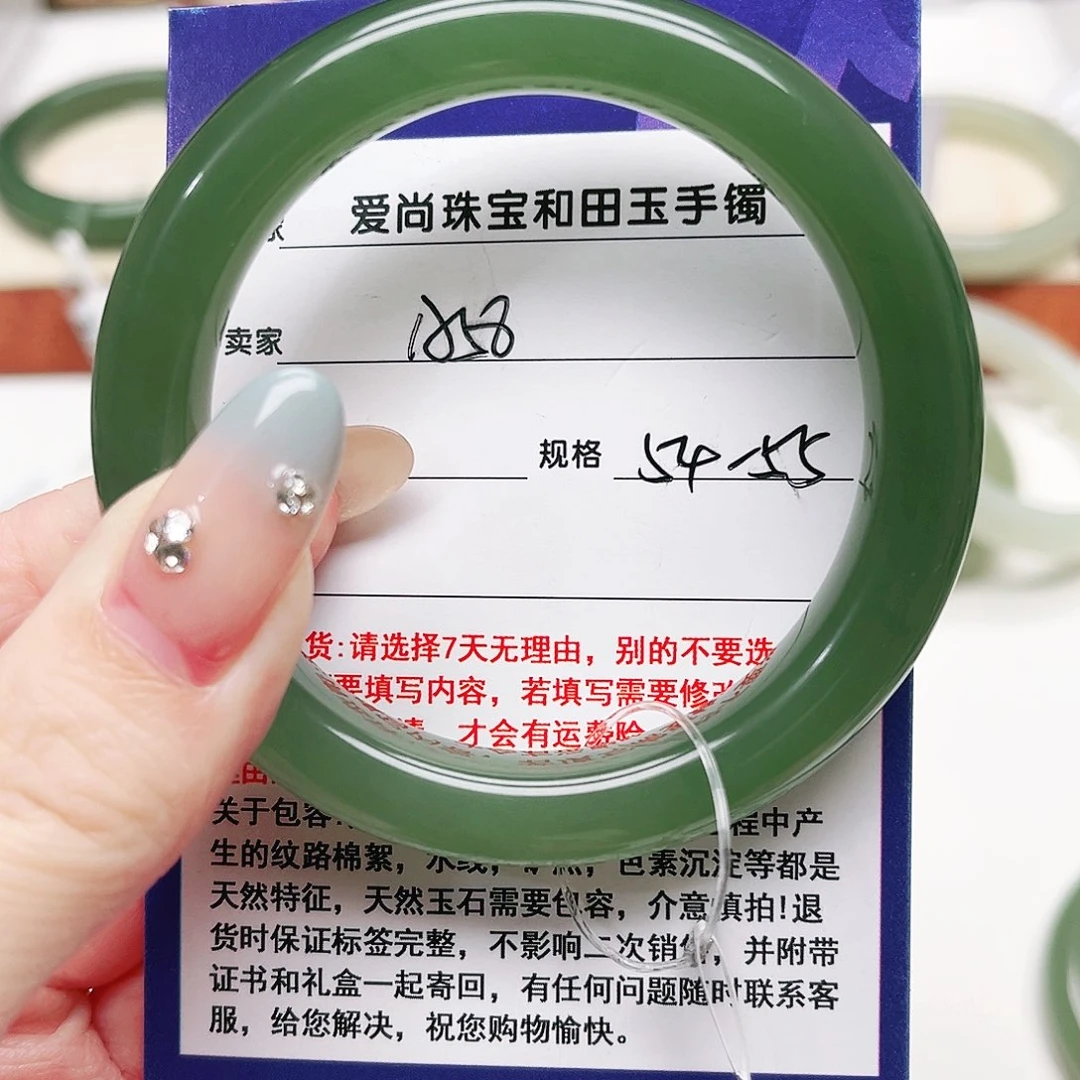 爱尚珠宝和田玉手镯
卖家 1858
规格 54-55
货:请选择7天无理由，别的不要选
要填写内容，若填写需要修改
才会有运费险
关于包容
程中产
生的纹路棉絮，水线，矿点，色素沉淀等都是
天然特征，天然玉石需要包容，介意慎拍!退
货时保证标签完整，不影响二次销售，并附带
证书和礼盒一起寄回，有任何问题随时联系客
服，给您解决，祝您购物愉快。